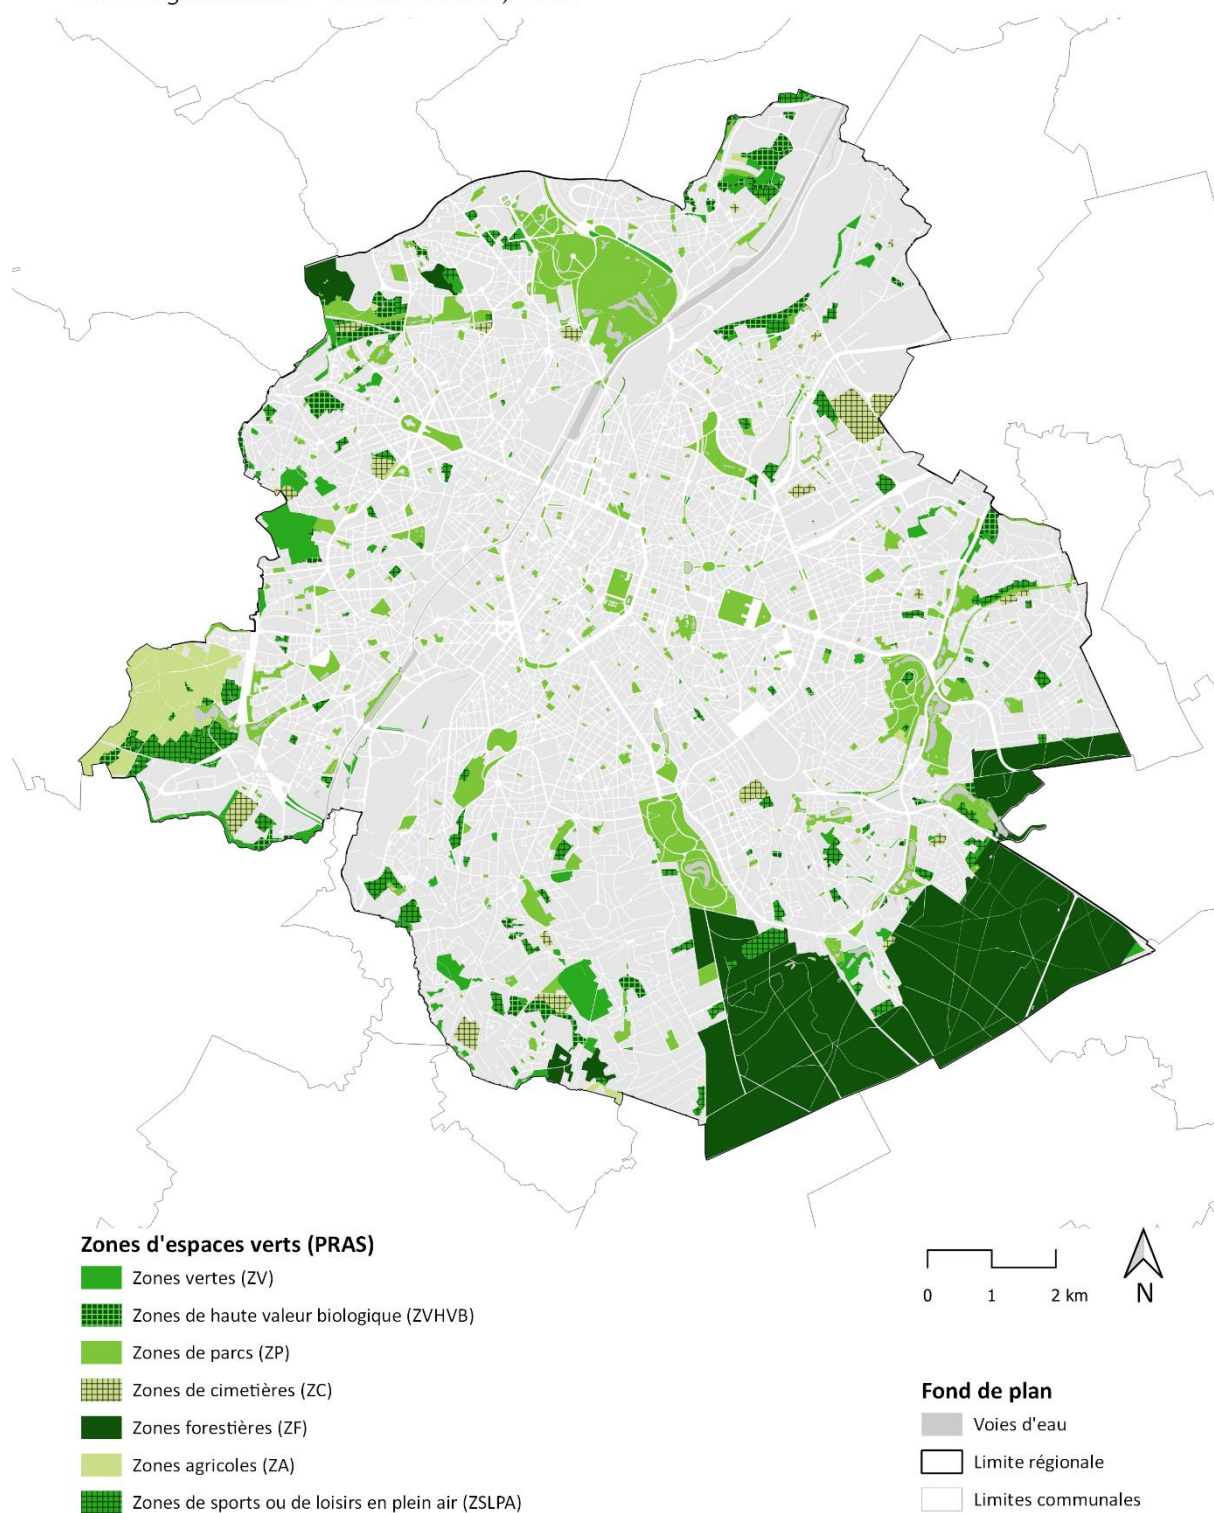 Zones d'espaces verts (PRAS)
Zones vertes (ZV)
Zones de haute valeur biologique (ZVHVB)
Zones de parcs (ZP)
Zones de cimetières (ZC)
Zones forestières (ZF)
Zones agricoles (ZA)
Zones de sports ou de loisirs en plein air (ZSLPA)
0 1 2 km
N
Fond de plan
Voies d'eau
Limite régionale
Limites communales